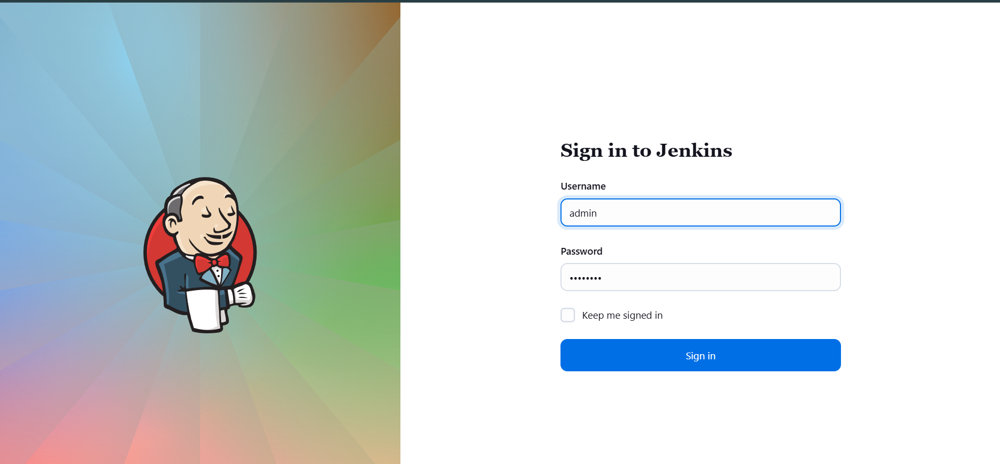 Sign in to Jenkins
Username
admin
Password
••••••••
Keep me signed in
Sign in